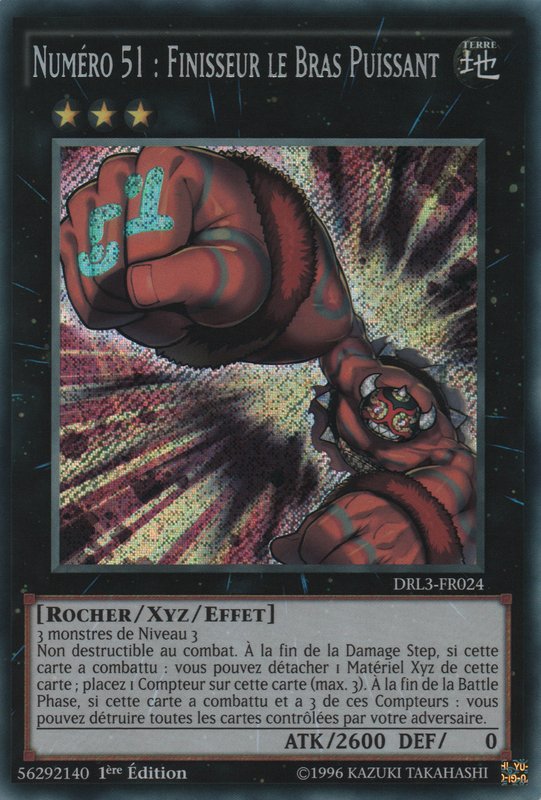 NUMÉRO 51 : FINISSEUR LE BRAS PUISSANT
TERRE
地
51
DRL3-FR024
[ROCHER/XYZ/EFFET]
3 monstres de Niveau 3
Non destructible au combat. À la fin de la Damage Step, si cette
carte a combattu : vous pouvez détacher 1 Matériel Xyz de cette
carte ; placez 1 Compteur sur cette carte (max. 3). À la fin de la Battle
Phase, si cette carte a combattu et a 3 de ces Compteurs : vous
pouvez détruire toutes les cartes contrôlées par votre adversaire.
ATK/2600 DEF/ 0
56292140 1ère Édition ©1996 KAZUKI TAKAHASHI